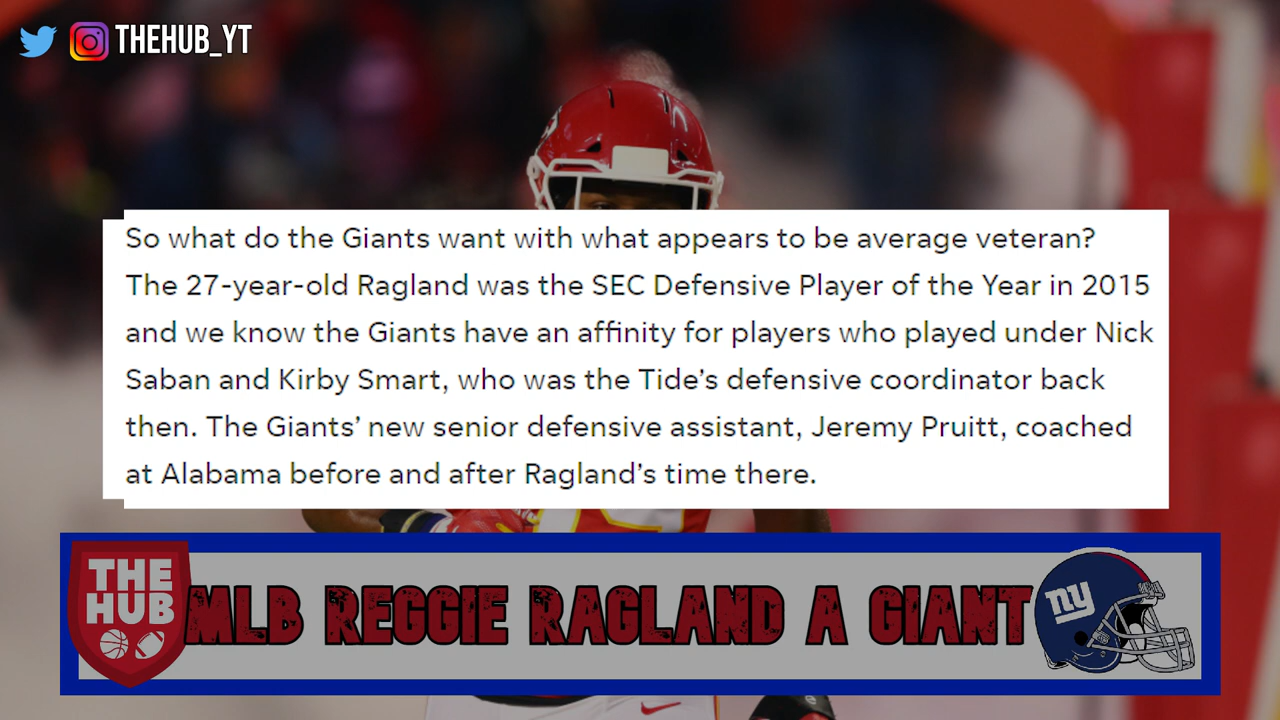 THEHUB_YT
So what do the Giants want with what appears to be average veteran?
The 27-year-old Ragland was the SEC Defensive Player of the Year in 2015
and we know the Giants have an affinity for players who played under Nick
Saban and Kirby Smart, who was the Tide's defensive coordinator back
then. The Giants' new senior defensive assistant, Jeremy Pruitt, coached
at Alabama before and after Ragland's time there.
THE
HUB
MLB REGGIE RAGLAND A GIANT
ny